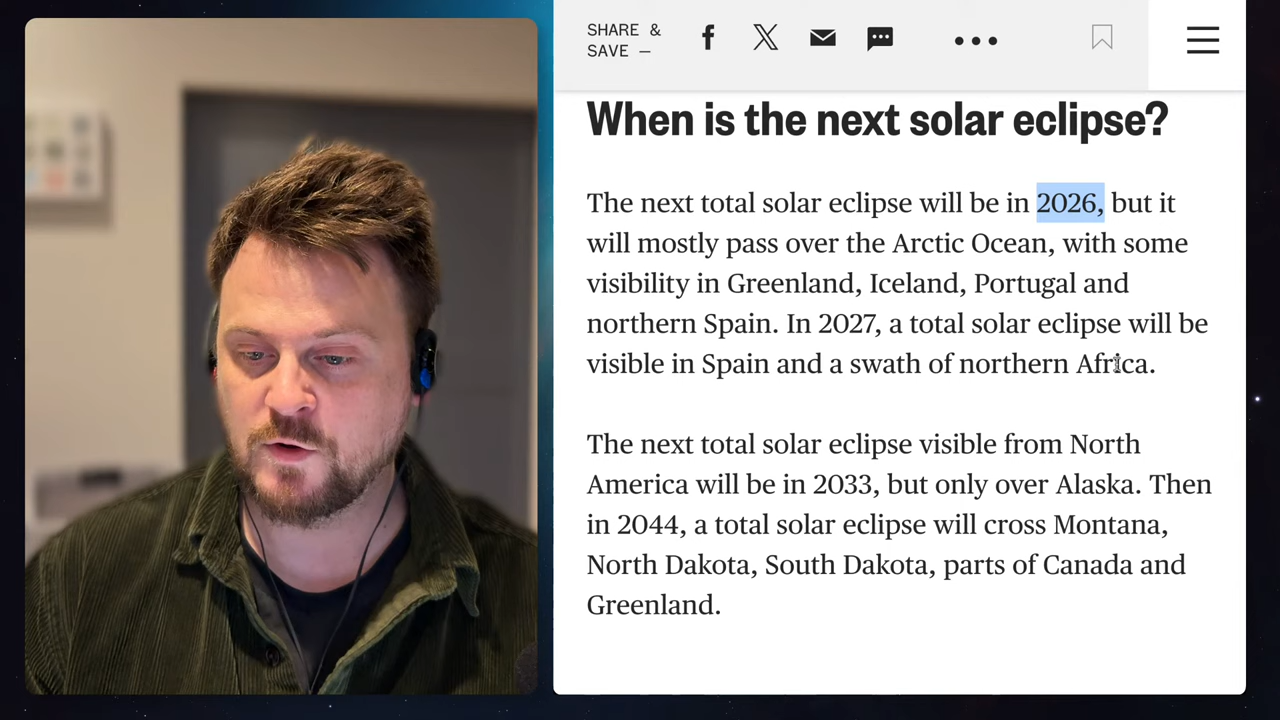 SHARE &
SAVE —
When is the next solar eclipse?
The next total solar eclipse will be in 2026, but it
will mostly pass over the Arctic Ocean, with some
visibility in Greenland, Iceland, Portugal and
northern Spain. In 2027, a total solar eclipse will be
visible in Spain and a swath of northern Africa.
The next total solar eclipse visible from North
America will be in 2033, but only over Alaska. Then
in 2044, a total solar eclipse will cross Montana,
North Dakota, South Dakota, parts of Canada and
Greenland.